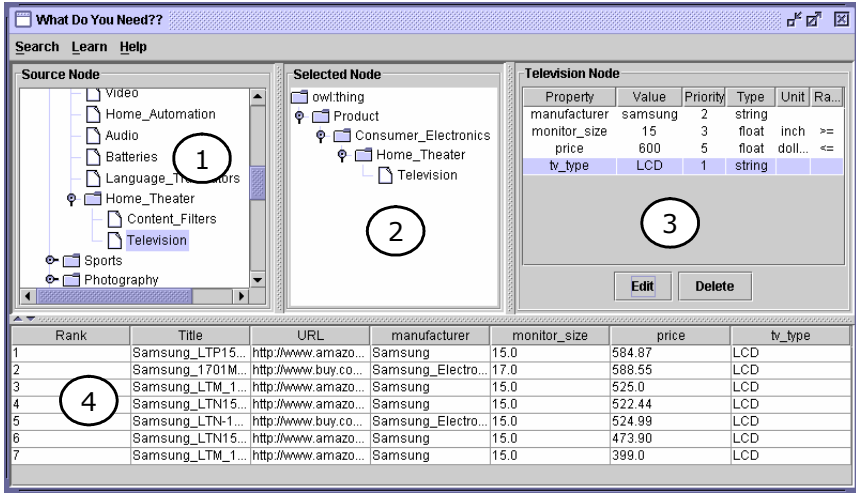 What Do You Need??
Search Learn Help
Source Node
Video
Home_Automation
Audio
Batteries
1
Home_Theater
Content_Filters
Television
Sports
Photography
Selected Node
owl:thing
Product
Consumer_Electronics
Home_Theater
Television
2
Television Node
Property Value Priority Type Unit Ra...
manufacturer samsung 2 string
monitor_size 15 3 float inch >=
price 600 5 float doll... <=
tv_type LCD 1 string
3
Edit Delete
Rank Title URL manufacturer monitor_size price tv_type
1 Samsung_LTP15... http://www.amazo... Samsung 15.0 584.87 LCD
2 Samsung_1701M... http://www.buy.co... Samsung_Electro... 17.0 588.55 LCD
3 Samsung_LTM_1... http://www.amazo... Samsung 15.0 525.0 LCD
4 Samsung_LTN15... http://www.amazo... Samsung 15.0 522.44 LCD
5 Samsung_LTN-1... http://www.buy.co... Samsung_Electro... 15.0 524.99 LCD
6 Samsung_LTN15... http://www.amazo... Samsung 15.0 473.90 LCD
7 Samsung_LTM_1... http://www.amazo... Samsung 15.0 399.0 LCD
4